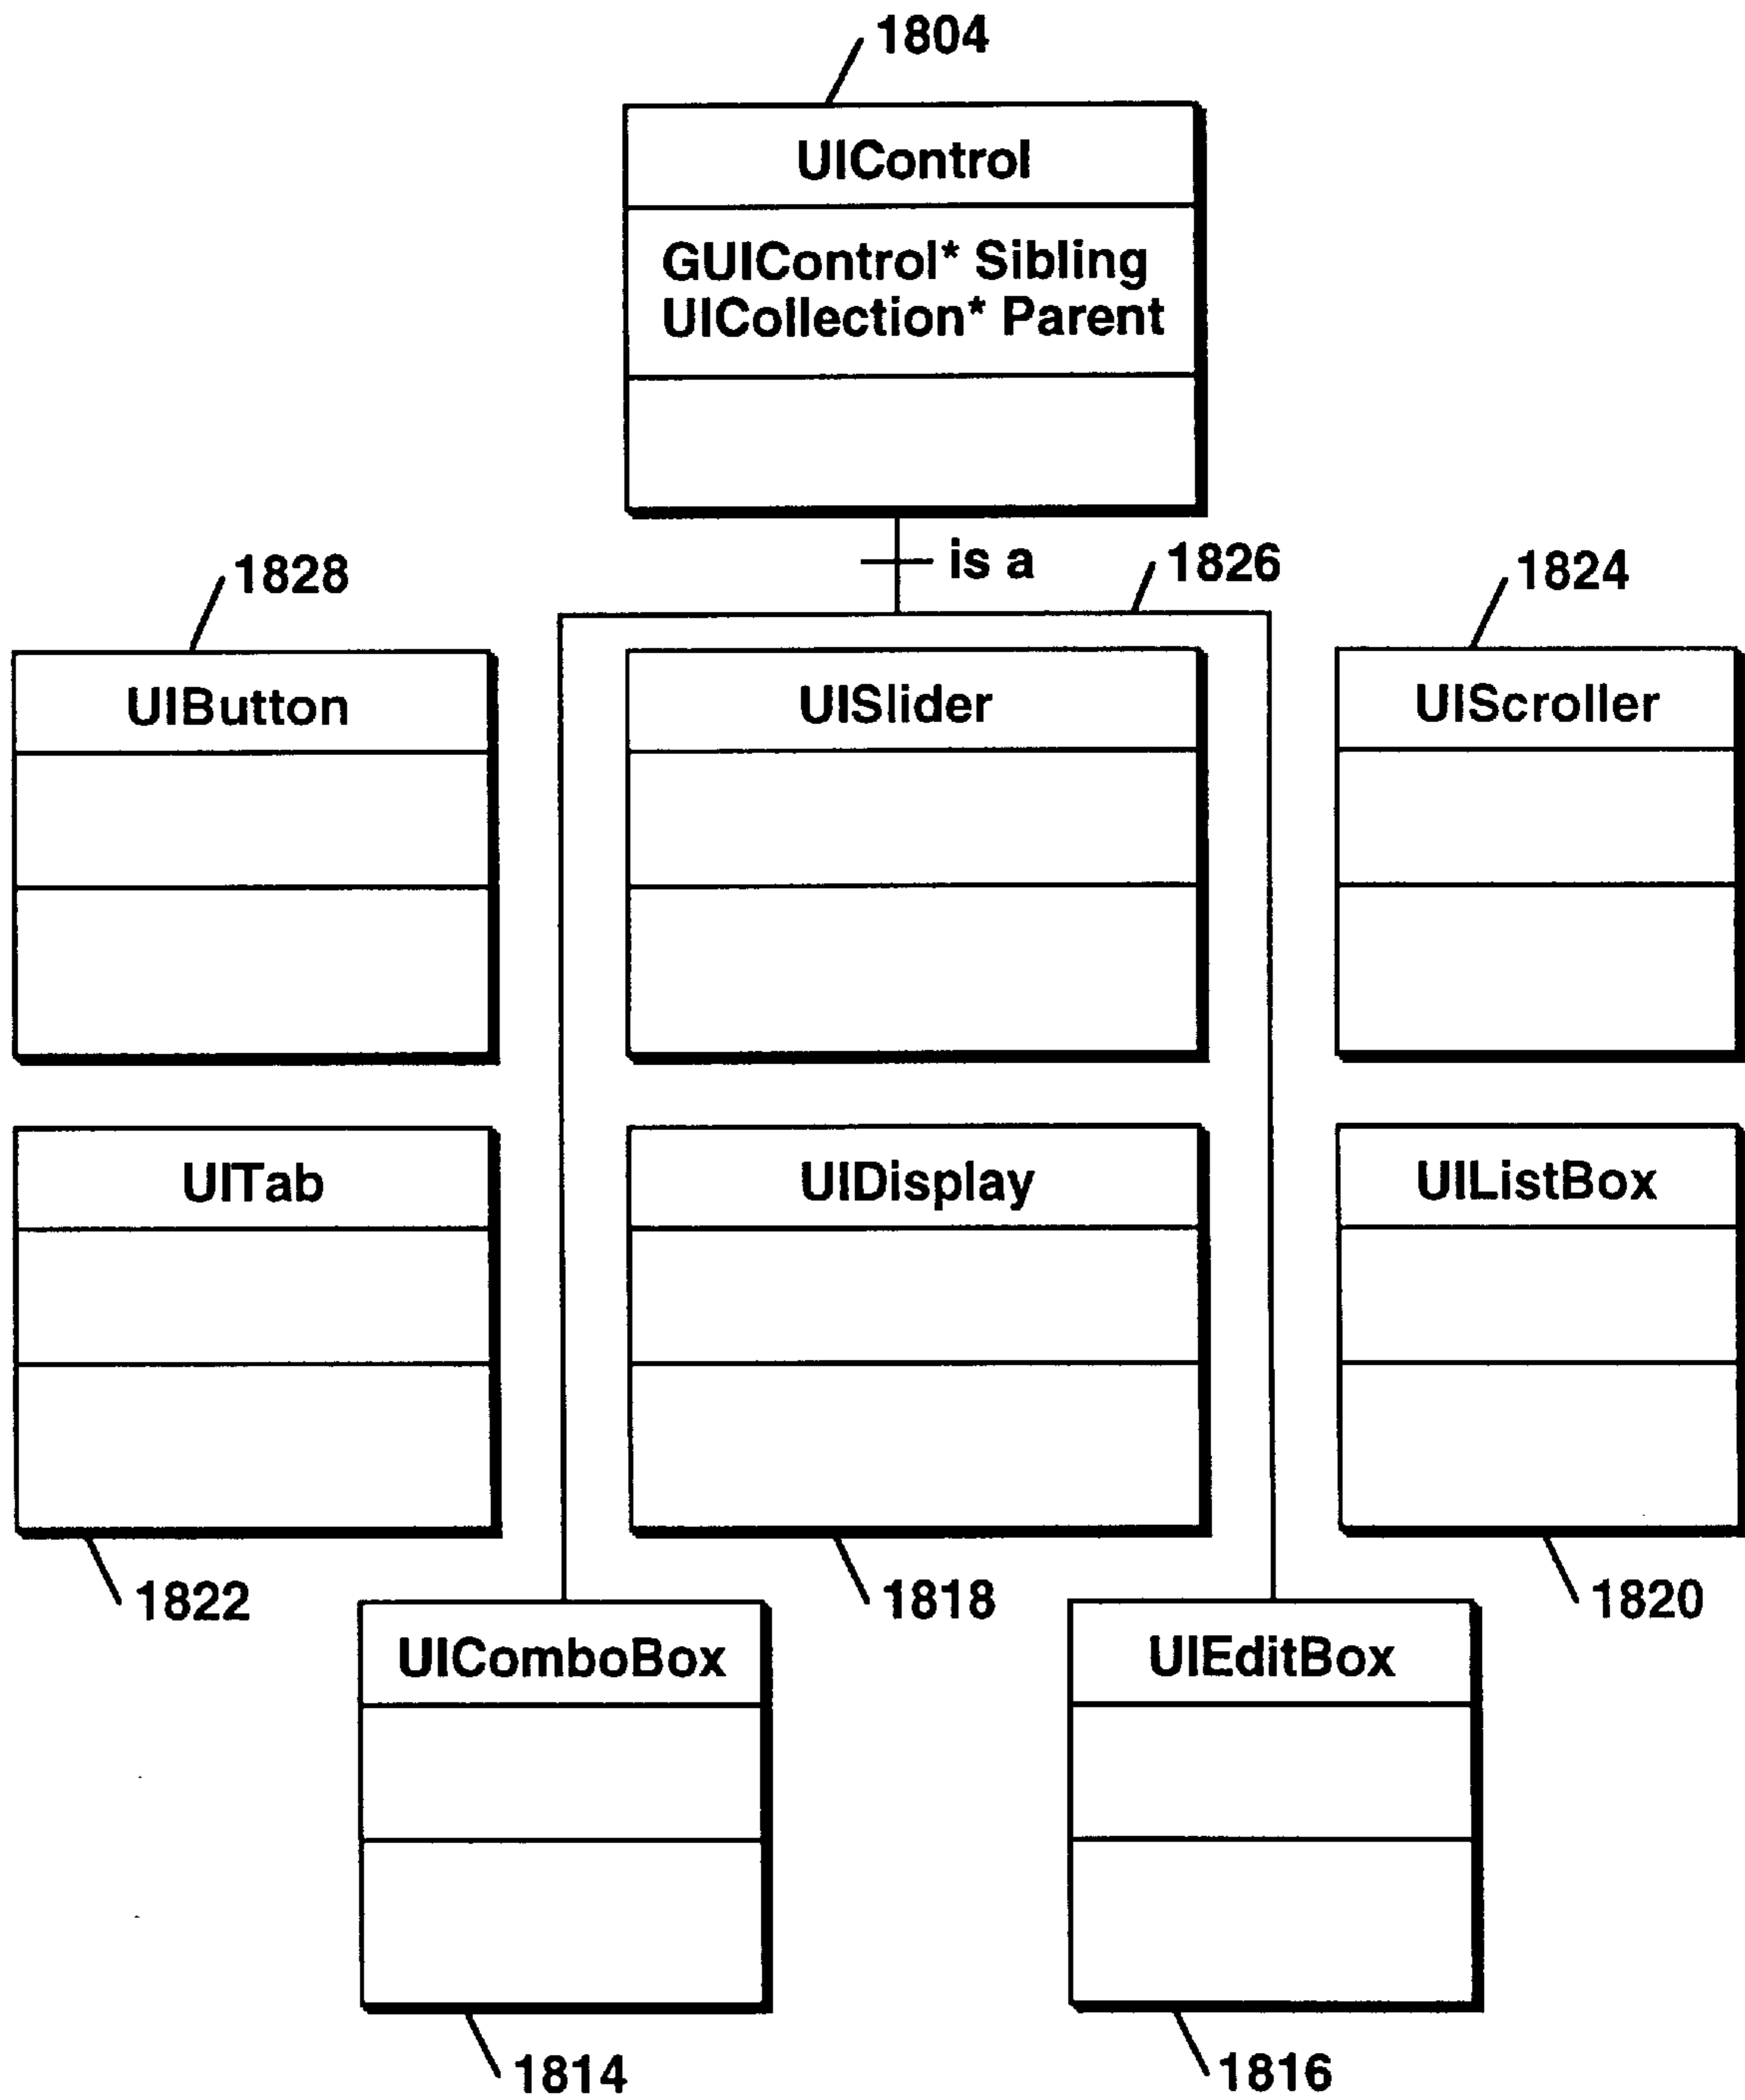 1804
UIControl
GUIControl* Sibling
UICollection* Parent
is a
1828
1826
1824
UIButton
UISlider
UIScroller
UITab
UIDisplay
UIListBox
1822
1818
1820
UIComboBox
UIEditBox
1814
1816